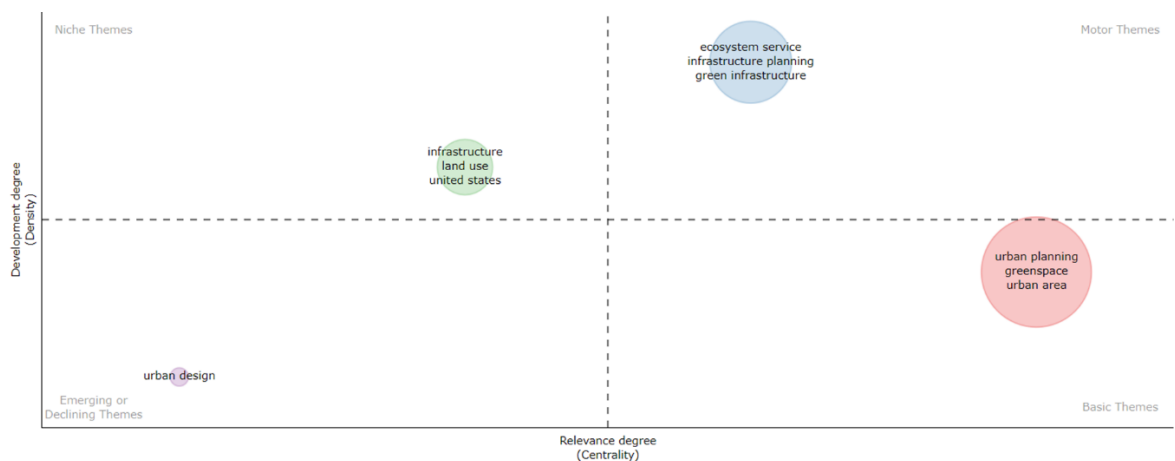 Niche Themes
Motor Themes
ecosystem service
infrastructure planning
green infrastructure
infrastructure
land use
united states
urban planning
greenspace
urban area
urban design
Emerging or
Declining Themes
Basic Themes
Development degree
(Density)
Relevance degree
(Centrality)